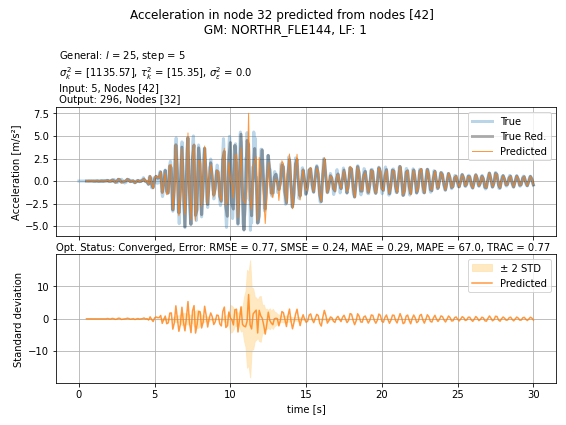 Acceleration in node 32 predicted from nodes [42]
GM: NORTHR_FLE144, LF: 1
General: l = 25, step = 5
σ²ₖ = [1135.57], τ²ₖ = [15.35], σ²ε = 0.0
Input: 5, Nodes [42]
Output: 296, Nodes [32]
7.5
5.0
2.5
0.0
−2.5
−5.0
Acceleration [m/s²]
True
True Red.
Predicted
Opt. Status: Converged, Error: RMSE = 0.77, SMSE = 0.24, MAE = 0.29, MAPE = 67.0, TRAC = 0.77
10
0
−10
Standard deviation
± 2 STD
Predicted
0 5 10 15 20 25 30
time [s]